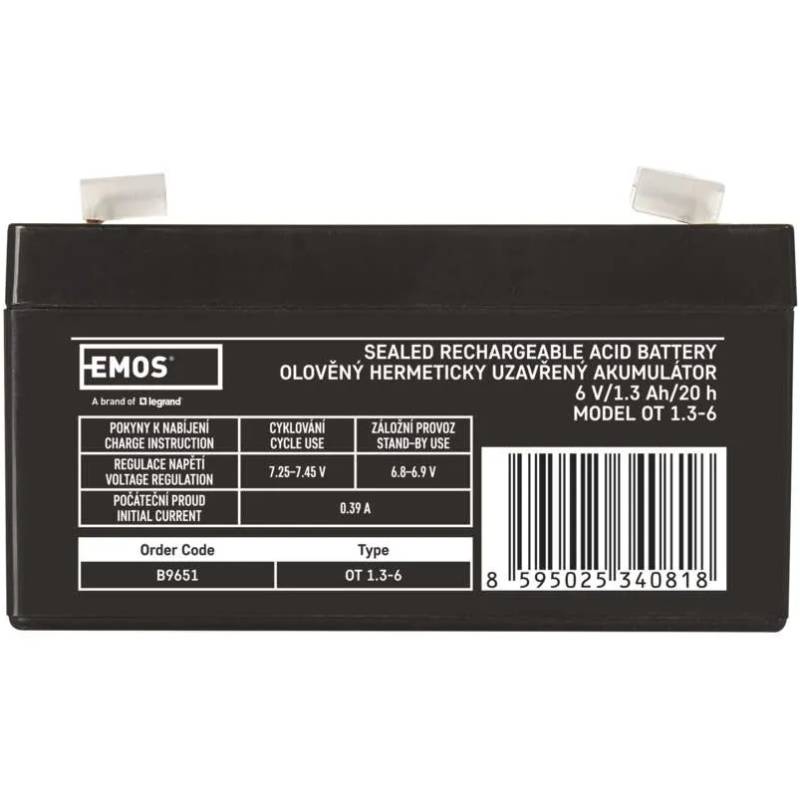 EMOS®
A brand of legrand
SEALED RECHARGEABLE ACID BATTERY
OLOVĚNÝ HERMETICKY UZAVŘENÝ AKUMULÁTOR
6 V/1.3 Ah/20 h
MODEL OT 1.3-6
POKYNY K NABÍJENÍ
CHARGE INSTRUCTION
CYKLOVÁNÍ
CYCLE USE
ZÁLOŽNÍ PROVOZ
STAND-BY USE
REGULACE NAPĚTÍ
VOLTAGE REGULATION
7.25-7.45 V
6.8-6.9 V
POČÁTEČNÍ PROUD
INITIAL CURRENT
0.39 A
Order Code
Type
B9651
OT 1.3-6
8 595025 340818